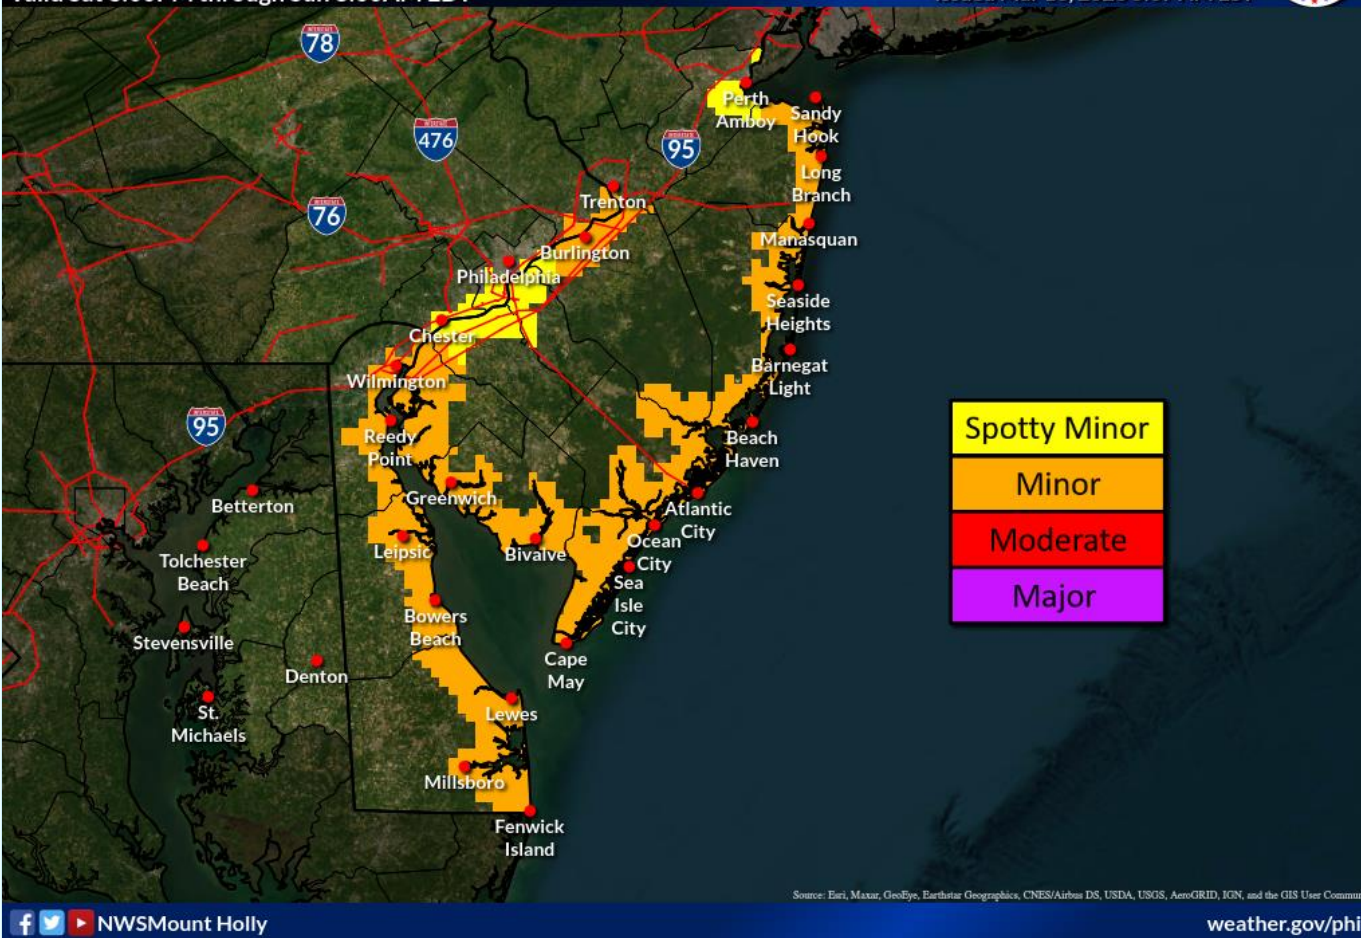 78
Perth
Amboy
Sandy
Hook
476
95
Long
Branch
Trenton
76
Manasquan
Burlington
Philadelphia
Seaside
Heights
Chester
Barnegat
Light
Wilmington
95
Reedy
Point
Beach
Haven
Spotty Minor
Minor
Moderate
Major
Betterton
Greenwich
Atlantic
City
Ocean
City
Leipsic
Bivalve
Tolchester
Beach
Sea
Isle
City
Bowers
Beach
Stevensville
Cape
May
Denton
St.
Michaels
Lewes
Millsboro
Fenwick
Island
Source: Esri, Maxar, GeoEye, Earthstar Geographics, CNES/Airbus DS, USDA, USGS, AeroGRID, IGN, and the GIS User Commun
NWSMount Holly
weather.gov/phi